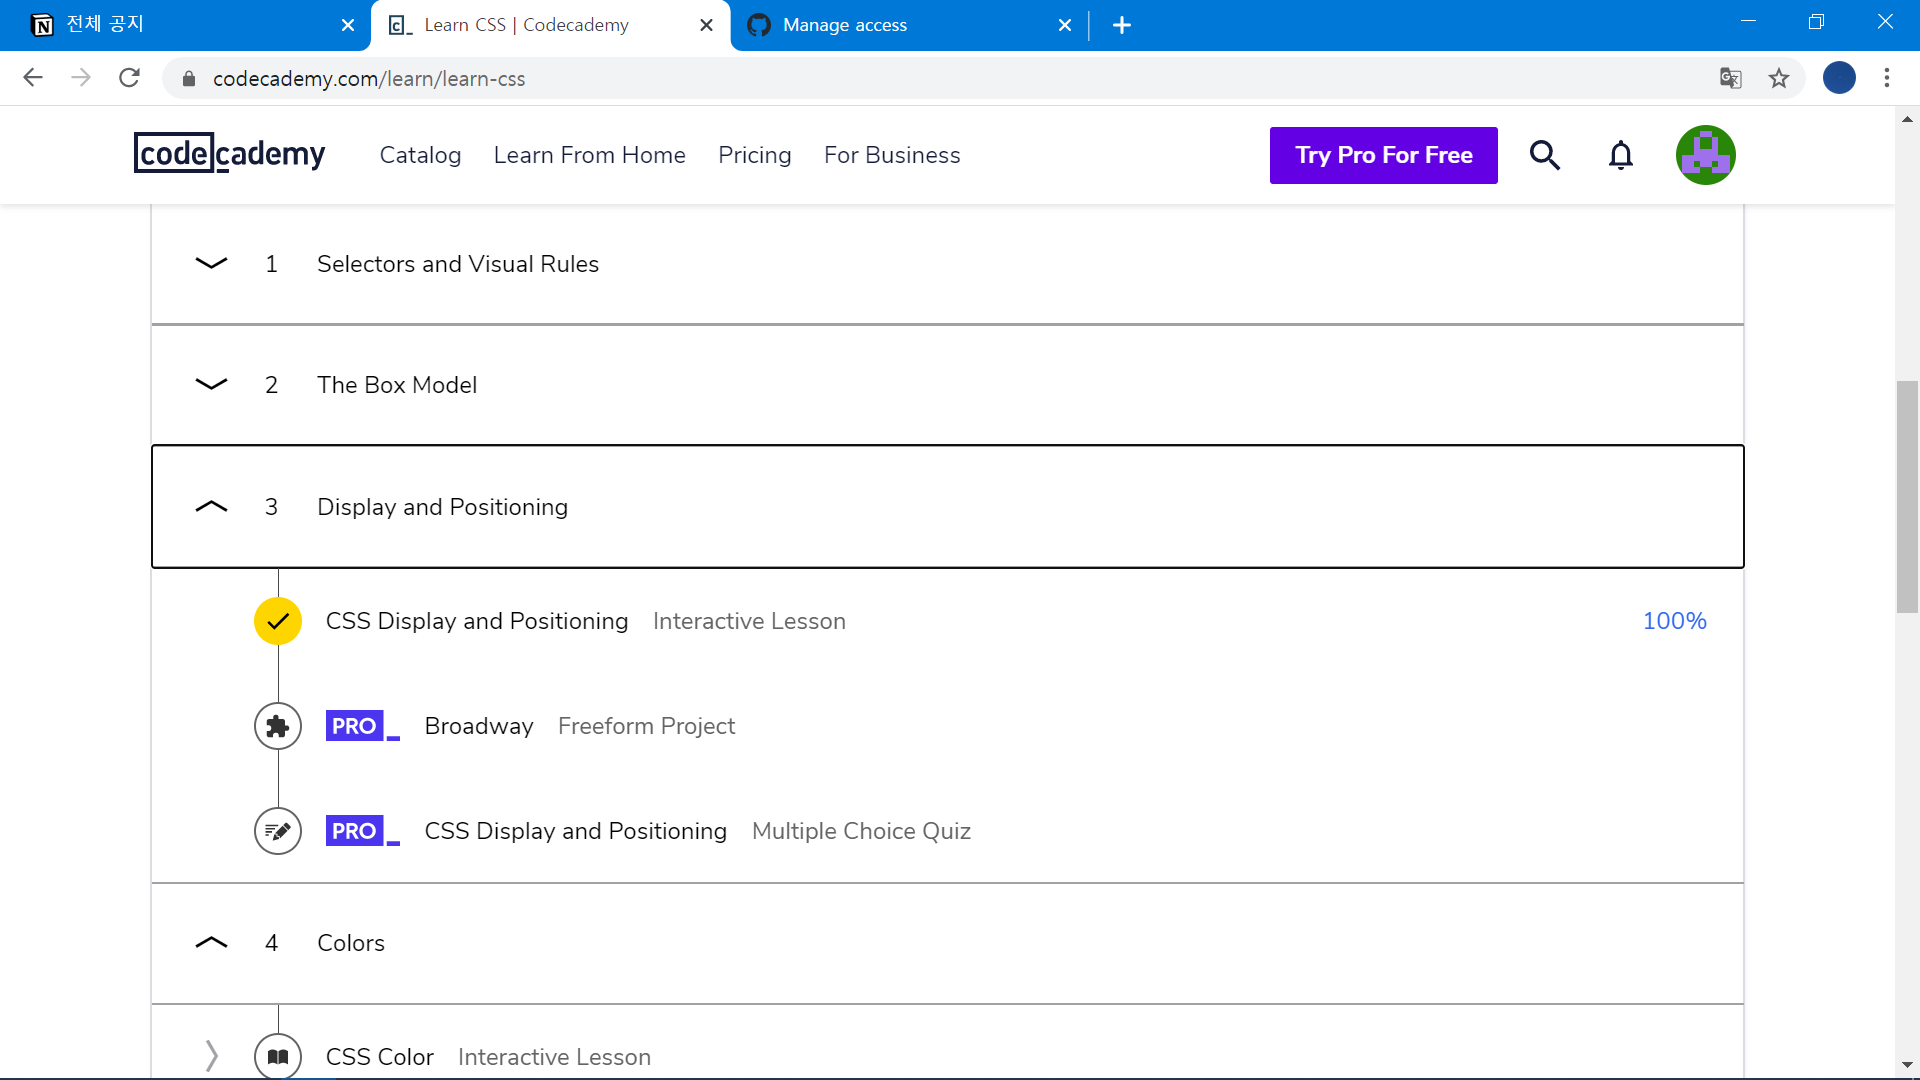 전체 공지
Learn CSS | Codecademy
Manage access
codecademy.com/learn/learn-css
codecademy Catalog Learn From Home Pricing For Business Try Pro For Free
1 Selectors and Visual Rules
2 The Box Model
3 Display and Positioning
CSS Display and Positioning Interactive Lesson 100%
PRO_ Broadway Freeform Project
PRO_ CSS Display and Positioning Multiple Choice Quiz
4 Colors
CSS Color Interactive Lesson